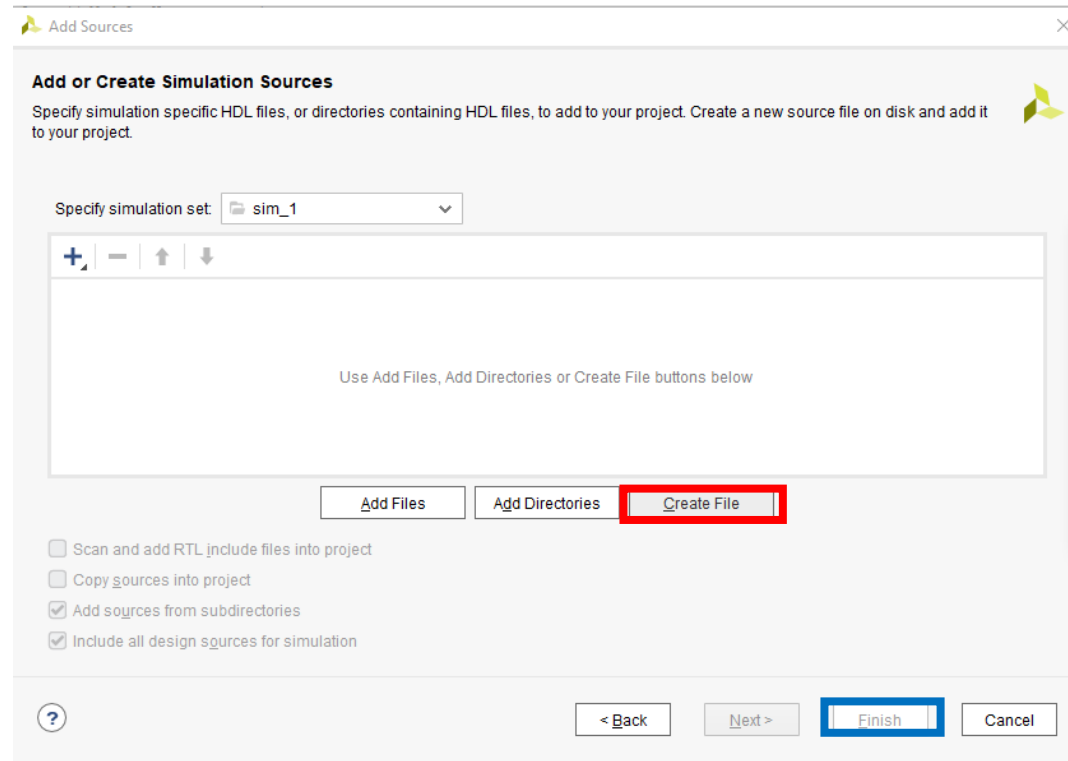 Add Sources
Add or Create Simulation Sources
Specify simulation specific HDL files, or directories containing HDL files, to add to your project. Create a new source file on disk and add it
to your project.
Specify simulation set: sim_1
Use Add Files, Add Directories or Create File buttons below
Add Files Add Directories Create File
Scan and add RTL include files into project
Copy sources into project
Add sources from subdirectories
Include all design sources for simulation
? < Back Next > Finish Cancel